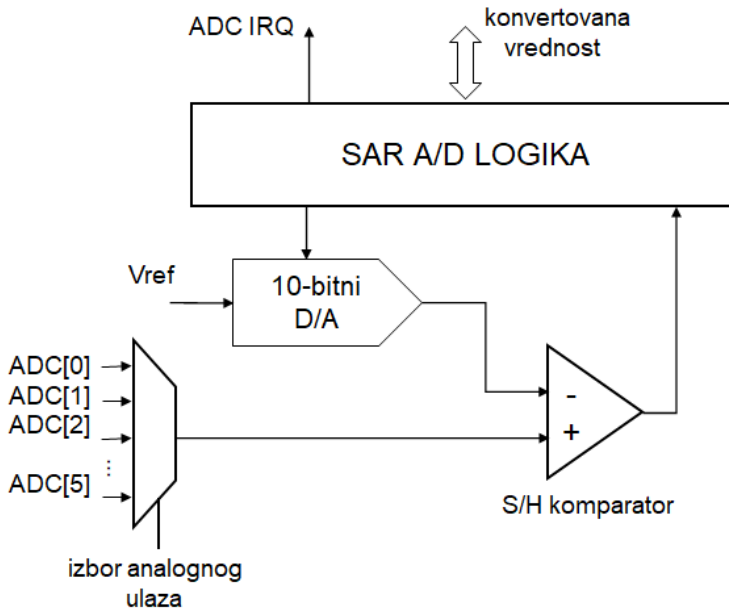 ADC IRQ
konvertovana
vrednost
SAR A/D LOGIKA
Vref
10-bitni
D/A
ADC[0]
ADC[1]
ADC[2]
...
ADC[5]
-
+
S/H komparator
izbor analognog
ulaza